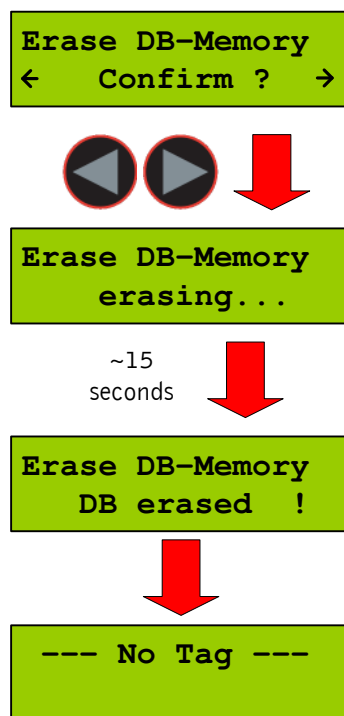 Erase DB-Memory
← Confirm ? →
Erase DB-Memory
erasing...
~15
seconds
Erase DB-Memory
DB erased !
--- No Tag ---